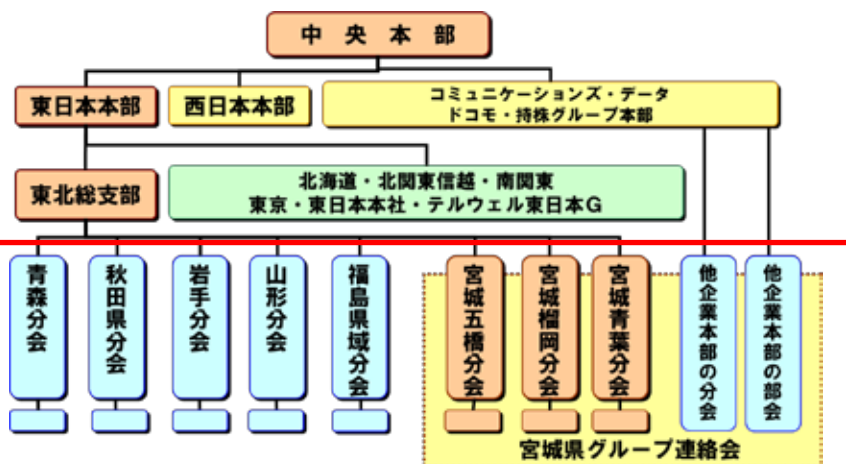 中央本部
東日本本部
西日本本部
コミュニケーションズ・データ
ドコモ・持株グループ本部
東北総支部
北海道・北関東信越・南関東
東京・東日本本社・テルウェル東日本G
青森分会
秋田県分会
岩手分会
山形分会
福島県域分会
宮城五橋分会
宮城榴岡分会
宮城青葉分会
他企業本部の分会
他企業本部の部会
宮城県グループ連絡会